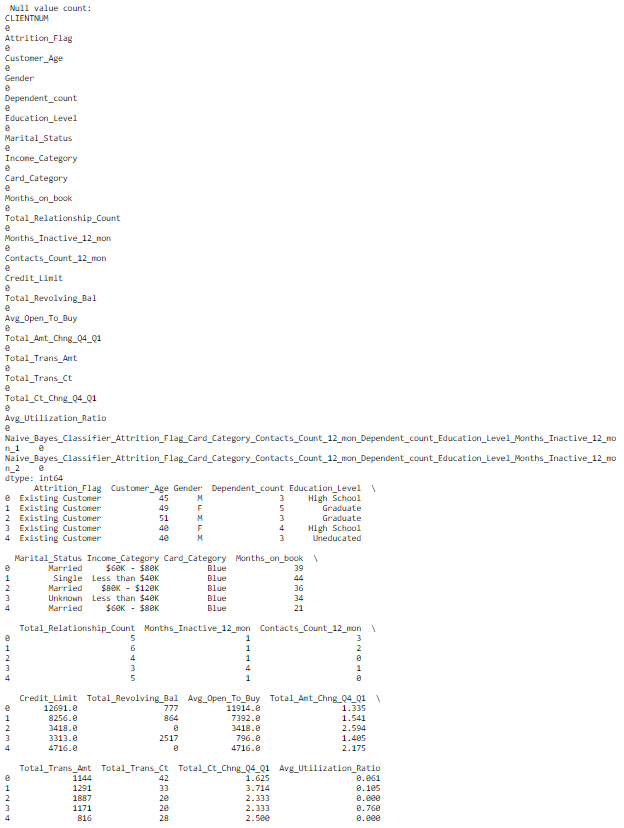 Null value count:
CLIENTNUM
0
Attrition_Flag
0
Customer_Age
0
Gender
0
Dependent_count
0
Education_Level
0
Marital_Status
0
Income_Category
0
Card_Category
0
Months_on_book
0
Total_Relationship_Count
0
Months_Inactive_12_mon
0
Contacts_Count_12_mon
0
Credit_Limit
0
Total_Revolving_Bal
0
Avg_Open_To_Buy
0
Total_Amt_Chng_Q4_Q1
0
Total_Trans_Amt
0
Total_Trans_Ct
0
Total_Ct_Chng_Q4_Q1
0
Avg_Utilization_Ratio
0
Naive_Bayes_Classifier_Attrition_Flag_Card_Category_Contacts_Count_12_mon_Dependent_count_Education_Level_Months_Inactive_12_mo
n_1    0
Naive_Bayes_Classifier_Attrition_Flag_Card_Category_Contacts_Count_12_mon_Dependent_count_Education_Level_Months_Inactive_12_mo
n_2    0
dtype: int64
Attrition_Flag  Customer_Age Gender  Dependent_count Education_Level  \
0  Existing Customer            45      M                3     High School
1  Existing Customer            49      F                5        Graduate
2  Existing Customer            51      M                3        Graduate
3  Existing Customer            40      F                4     High School
4  Existing Customer            40      M                3      Uneducated
Marital_Status Income_Category Card_Category  Months_on_book  \
0        Married     $60K - $80K          Blue              39
1         Single  Less than $40K          Blue              44
2        Married    $80K - $120K          Blue              36
3        Unknown  Less than $40K          Blue              34
4        Married     $60K - $80K          Blue              21
Total_Relationship_Count  Months_Inactive_12_mon  Contacts_Count_12_mon  \
0                         5                       1                      3
1                         6                       1                      2
2                         4                       1                      0
3                         3                       4                      1
4                         5                       1                      0
Credit_Limit  Total_Revolving_Bal  Avg_Open_To_Buy  Total_Amt_Chng_Q4_Q1  \
0       12691.0                  777          11914.0                 1.335
1        8256.0                  864           7392.0                 1.541
2        3418.0                    0           3418.0                 2.594
3        3313.0                 2517            796.0                 1.405
4        4716.0                    0           4716.0                 2.175
Total_Trans_Amt  Total_Trans_Ct  Total_Ct_Chng_Q4_Q1  Avg_Utilization_Ratio
0             1144              42                1.625                  0.061
1             1291              33                3.714                  0.105
2             1887              20                2.333                  0.000
3             1171              20                2.333                  0.760
4              816              28                2.500                  0.000